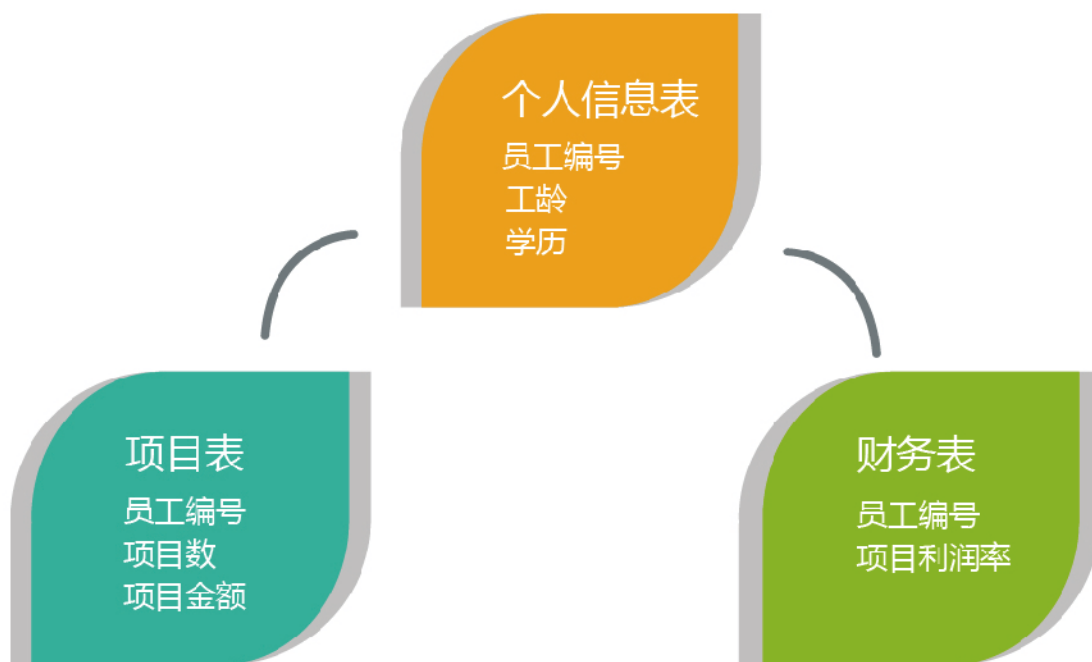 个人信息表
员工编号
工龄
学历
项目表
员工编号
项目数
项目金额
财务表
员工编号
项目利润率